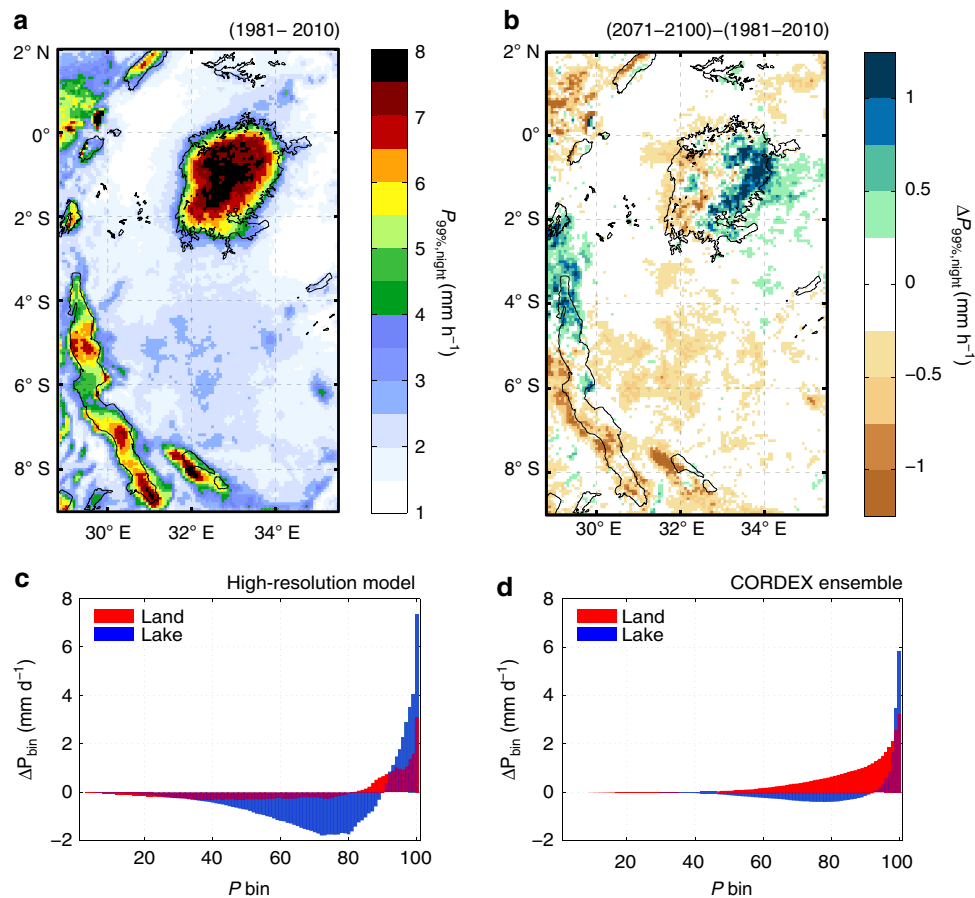 a
(1981– 2010)
2° N
0°
2° S
4° S
6° S
8° S
30° E
32° E
34° E
8
7
6
5
4
3
2
1
P99%,night (mm h−1)
b
(2071–2100)–(1981–2010)
2° N
0°
2° S
4° S
6° S
8° S
30° E
32° E
34° E
1
0.5
0
−0.5
−1
ΔP99%,night (mm h−1)
c
High-resolution model
Land
Lake
8
6
4
2
0
−2
ΔPbin (mm d−1)
20
40
60
80
100
P bin
d
CORDEX ensemble
Land
Lake
8
6
4
2
0
−2
ΔPbin (mm d−1)
20
40
60
80
100
P bin